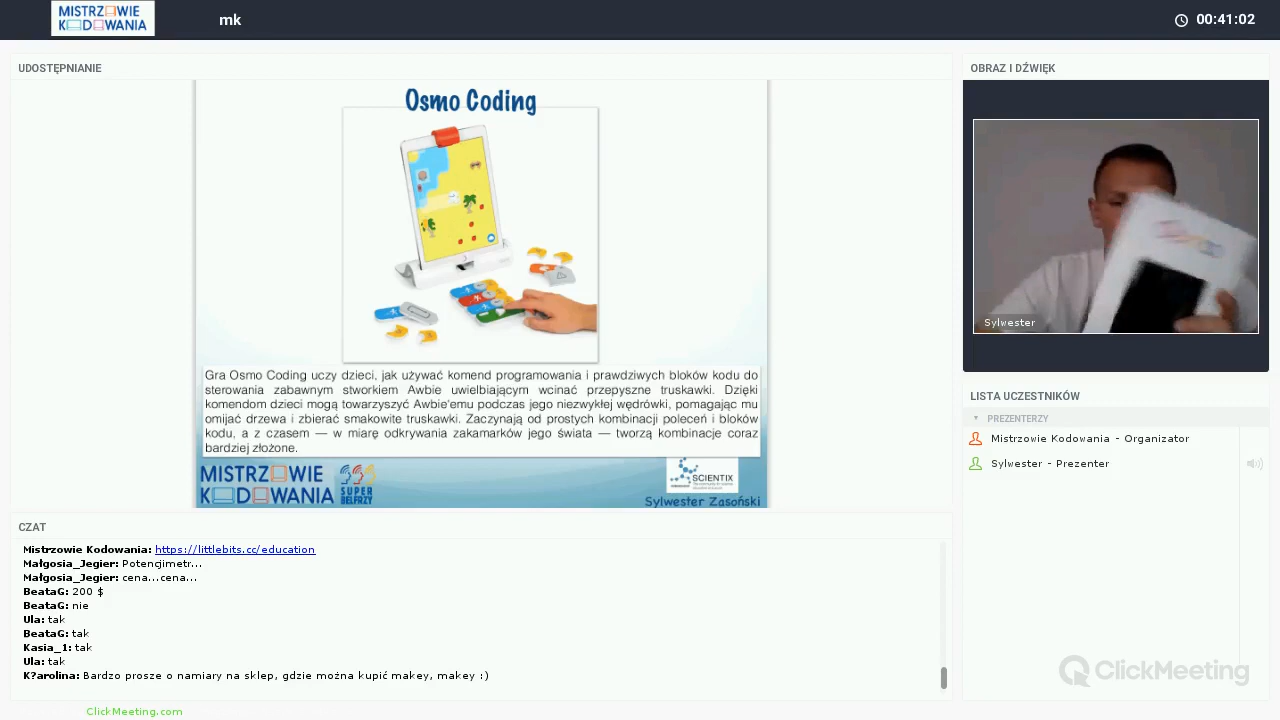 MISTRZOWIE
KODOWANIA
mk
00:41:02
UDOSTĘPNIANIE
Osmo Coding
Gra Osmo Coding uczy dzieci, jak używać komend programowania i prawdziwych bloków kodu do
sterowania zabawnym stworkiem Awbie uwielbiającym wcinać przepyszne truskawki. Dzięki
komendom dzieci mogą towarzyszyć Awbie'emu podczas jego niezwykłej wędrówki, pomagając mu
omijać drzewa i zbierać smakowite truskawki. Zaczynają od prostych kombinacji poleceń i bloków
kodu, a z czasem — w miarę odkrywania zakamarków jego świata — tworzą kombinacje coraz
bardziej złożone.
MISTRZOWIE
KODOWANIA
SUPER
BELFRZY
SCIENTIX
Sylwester Zasoński
OBRAZ I DŹWIĘK
Sylwester
LISTA UCZESTNIKÓW
PREZENTERZY
Mistrzowie Kodowania - Organizator
Sylwester - Prezenter
CZAT
Mistrzowie Kodowania: https://littlebits.cc/education
Małgosia_Jegier: Potencjimetr...
Małgosia_Jegier: cena...cena...
BeataG: 200 $
BeataG: nie
Ula: tak
BeataG: tak
Kasia_1: tak
Ula: tak
K?arolina: Bardzo prosze o namiary na sklep, gdzie można kupić makey, makey :)
ClickMeeting
ClickMeeting.com